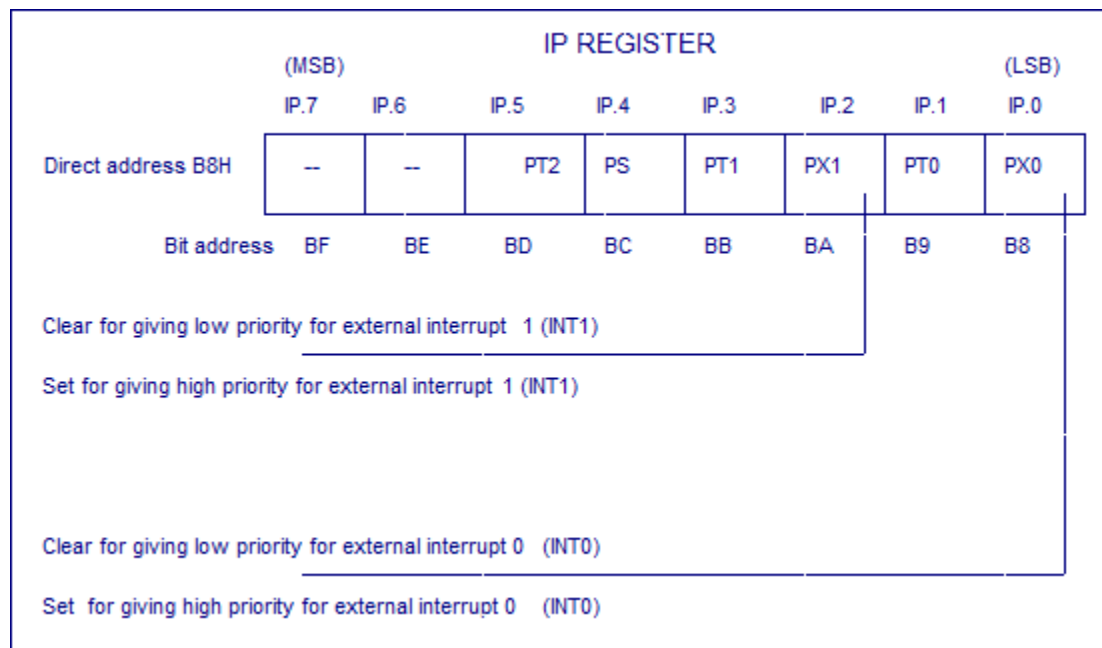 IP REGISTER
(MSB) (LSB)
IP.7 IP.6 IP.5 IP.4 IP.3 IP.2 IP.1 IP.0
Direct address B8H -- -- PT2 PS PT1 PX1 PT0 PX0
Bit address BF BE BD BC BB BA B9 B8
Clear for giving low priority for external interrupt 1 (INT1)
Set for giving high priority for external interrupt 1 (INT1)
Clear for giving low priority for external interrupt 0 (INT0)
Set for giving high priority for external interrupt 0 (INT0)